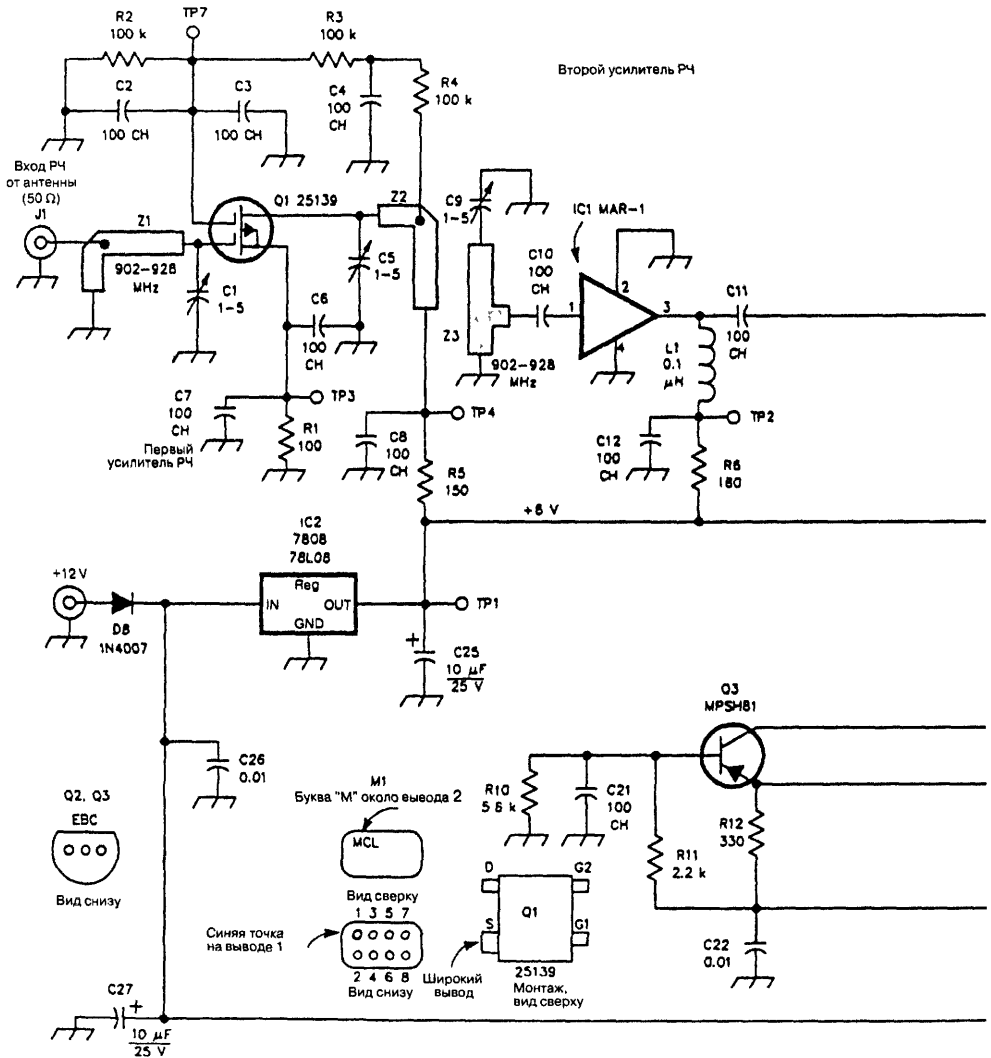 R2
100 k
TP7
R3
100 k
C2
100 CH
C3
100 CH
C4
100
CH
R4
100 k
Второй усилитель РЧ
Вход РЧ
от антенны
(50 Ω)
J1
Z1
902-928
MHz
C1
1-5
Q1 25139
Z2
C5
1-5
C6
100
CH
C9
1-5
Z3
902-928
MHz
C10
100
CH
IC1 MAR-1
1
2
3
4
C11
100
CH
L1
0.1
μH
TP2
C7
100
CH
TP3
R1
100
Первый
усилитель РЧ
TP4
C8
100
CH
R5
150
C12
100
CH
R6
180
+8 V
IC2
7808
78L08
Reg
IN
OUT
GND
+12V
D8
1N4007
TP1
+
C25
10 μF
25 V
C26
0.01
Q3
MPSH81
R10
5.6 k
C21
100
CH
R11
2.2 k
R12
330
C22
0.01
Q2, Q3
EBC
Вид снизу
M1
Буква "М" около вывода 2
MCL
Вид сверку
1 3 5 7
Синяя точка
на выводе 1
2 4 6 8
Вид снизу
D
G2
Q1
S
G1
Широкий
вывод
25139
Монтаж,
вид сверху
C27
+
10 μF
25 V